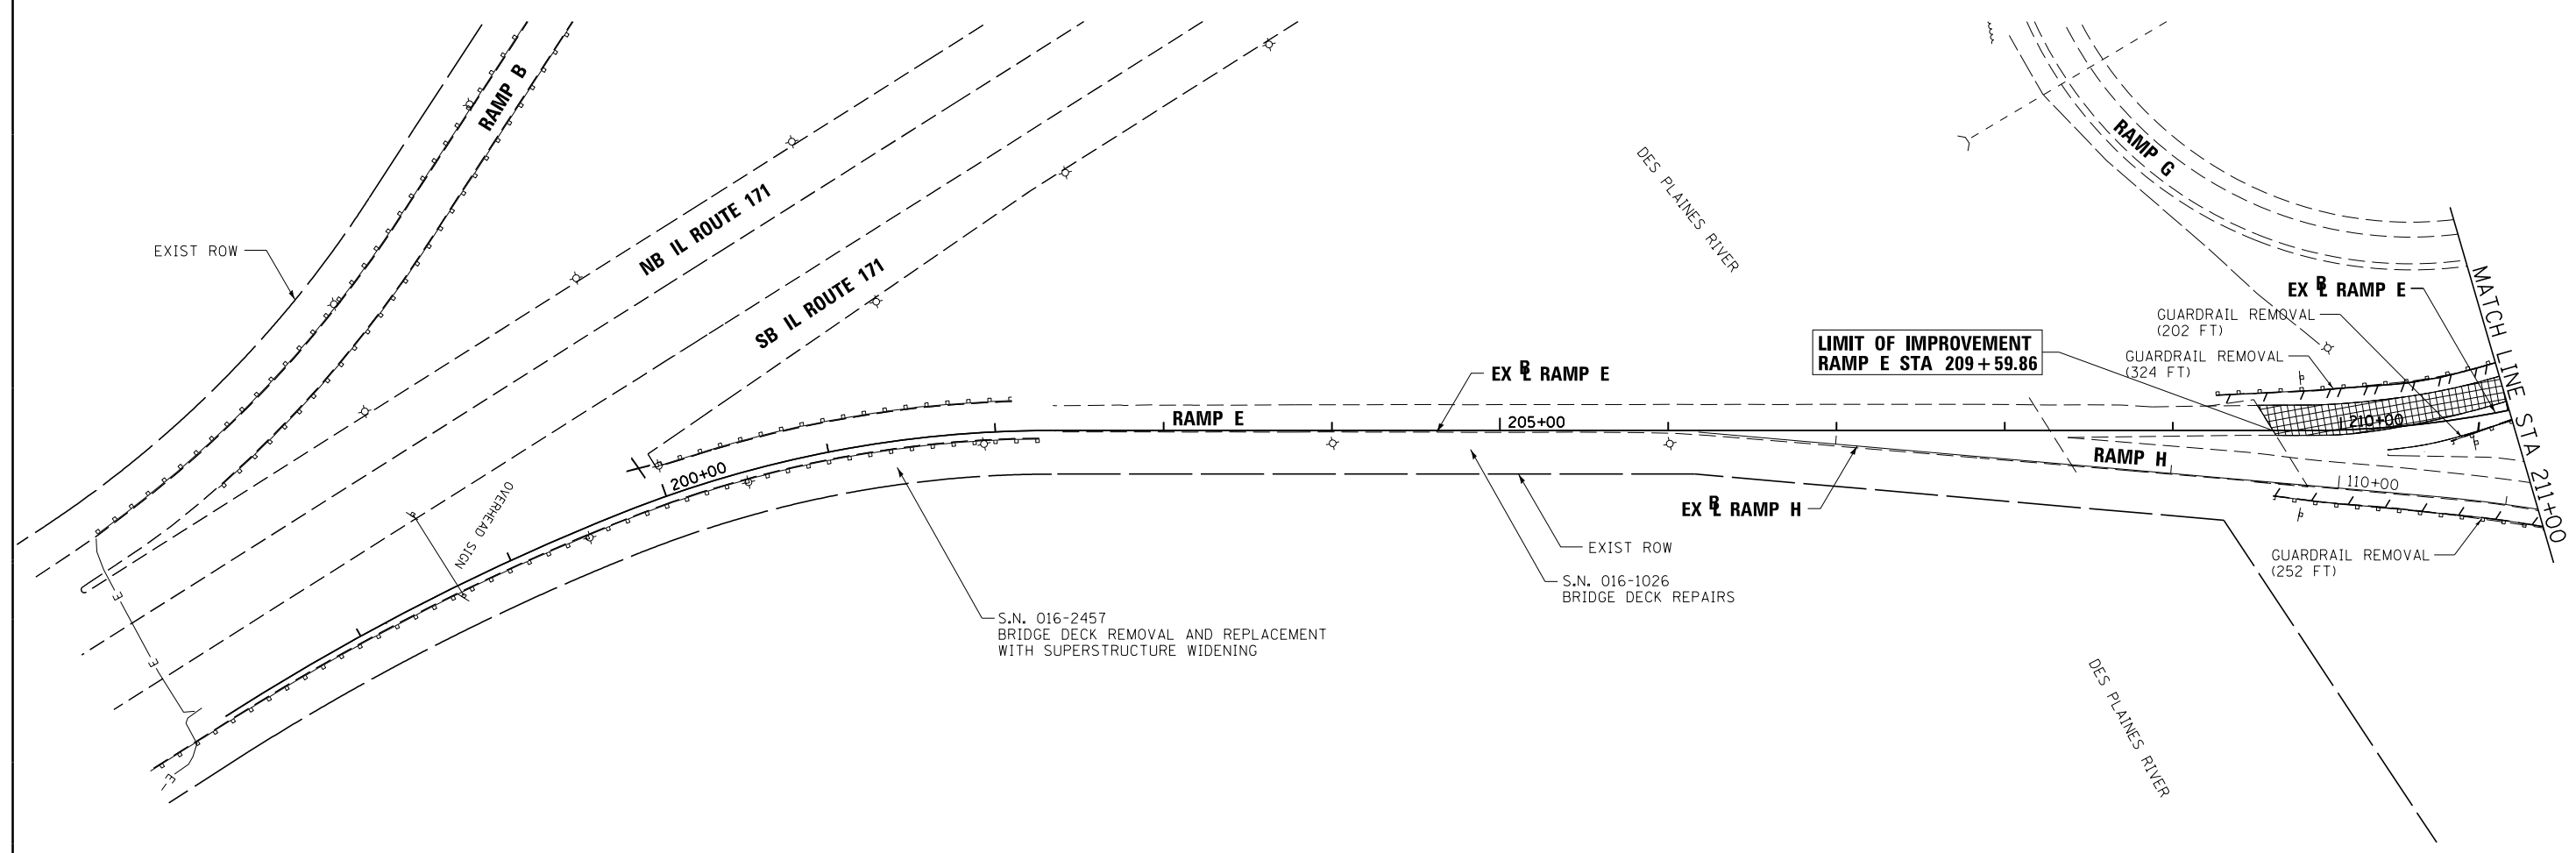 RAMP B
EXIST ROW
NB IL ROUTE 171
SB IL ROUTE 171
DES PLAINES RIVER
RAMP G
MATCH LINE STA 211+00
EX BL RAMP E
GUARDRAIL REMOVAL
(202 FT)
GUARDRAIL REMOVAL
(324 FT)
LIMIT OF IMPROVEMENT
RAMP E STA 209+59.86
EX BL RAMP E
RAMP E
205+00
210+00
RAMP H
110+00
200+00
OVERHEAD SIGN
EX BL RAMP H
EXIST ROW
S.N. 016-1026
BRIDGE DECK REPAIRS
GUARDRAIL REMOVAL
(252 FT)
S.N. 016-2457
BRIDGE DECK REMOVAL AND REPLACEMENT
WITH SUPERSTRUCTURE WIDENING
DES PLAINES RIVER
E
E
E